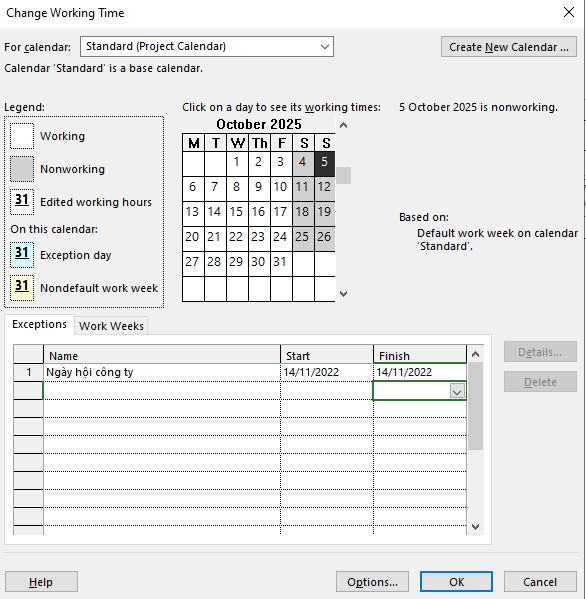 Change Working Time
For calendar: Standard (Project Calendar)
Create New Calendar ...
Calendar 'Standard' is a base calendar.
Legend:
Working
Nonworking
31 Edited working hours
On this calendar:
31 Exception day
31 Nondefault work week
Click on a day to see its working times:
October 2025
M T W Th F S S
1 2 3 4 5
6 7 8 9 10 11 12
13 14 15 16 17 18 19
20 21 22 23 24 25 26
27 28 29 30 31
5 October 2025 is nonworking.
Based on:
Default work week on calendar
'Standard'.
Exceptions Work Weeks
Name Start Finish
1 Ngày hội công ty 14/11/2022 14/11/2022
Details...
Delete
Help
Options...
OK
Cancel